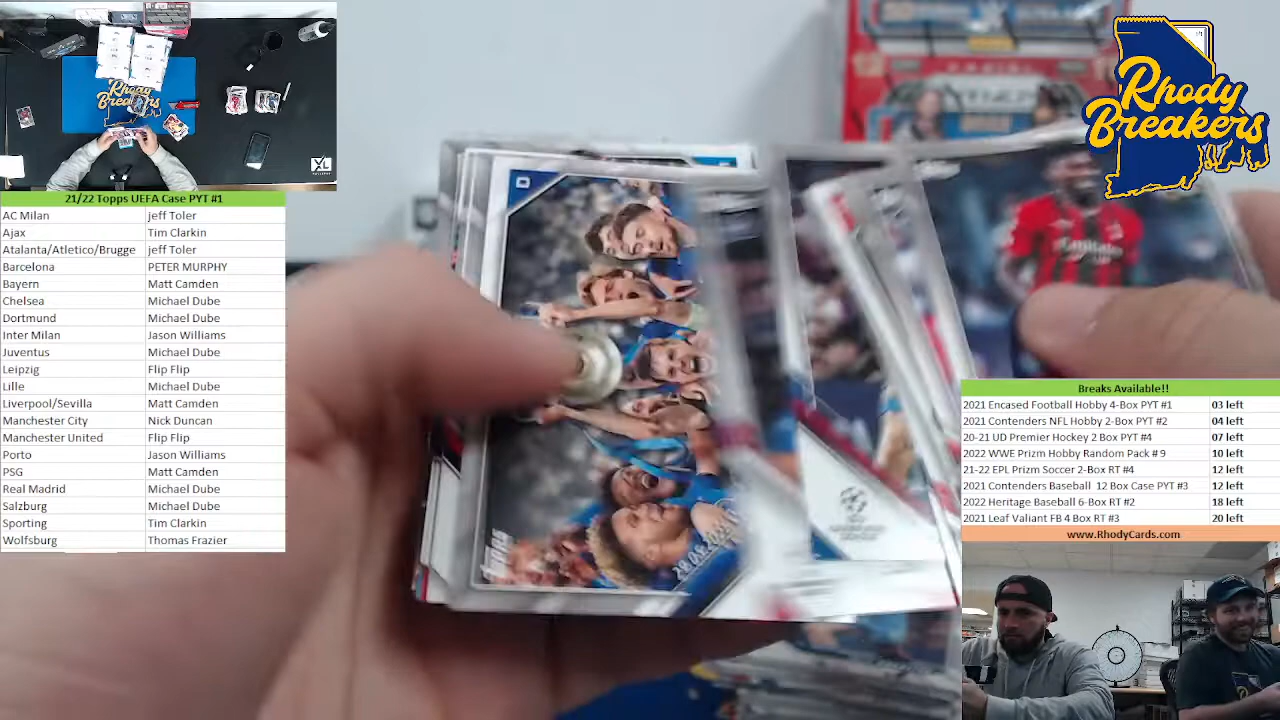 Rhody
Breakers
XL
21/22 Topps UEFA Case PYT #1
AC Milan jeff Toler
Ajax Tim Clarkin
Atalanta/Atletico/Brugge jeff Toler
Barcelona PETER MURPHY
Bayern Matt Camden
Chelsea Michael Dube
Dortmund Michael Dube
Inter Milan Jason Williams
Juventus Michael Dube
Leipzig Flip Flip
Lille Michael Dube
Liverpool/Sevilla Matt Camden
Manchester City Nick Duncan
Manchester United Flip Flip
Porto Jason Williams
PSG Matt Camden
Real Madrid Michael Dube
Salzburg Michael Dube
Sporting Tim Clarkin
Wolfsburg Thomas Frazier
topps
Rhody
Breakers
Breaks Available!!
2021 Encased Football Hobby 4-Box PYT #1 03 left
2021 Contenders NFL Hobby 2-Box PYT #2 04 left
20-21 UD Premier Hockey 2 Box PYT #4 07 left
2022 WWE Prizm Hobby Random Pack # 9 10 left
21-22 EPL Prizm Soccer 2-Box RT #4 12 left
2021 Contenders Baseball 12 Box Case PYT #3 12 left
2022 Heritage Baseball 6-Box RT #2 18 left
2021 Leaf Valiant FB 4 Box RT #3 20 left
www.RhodyCards.com